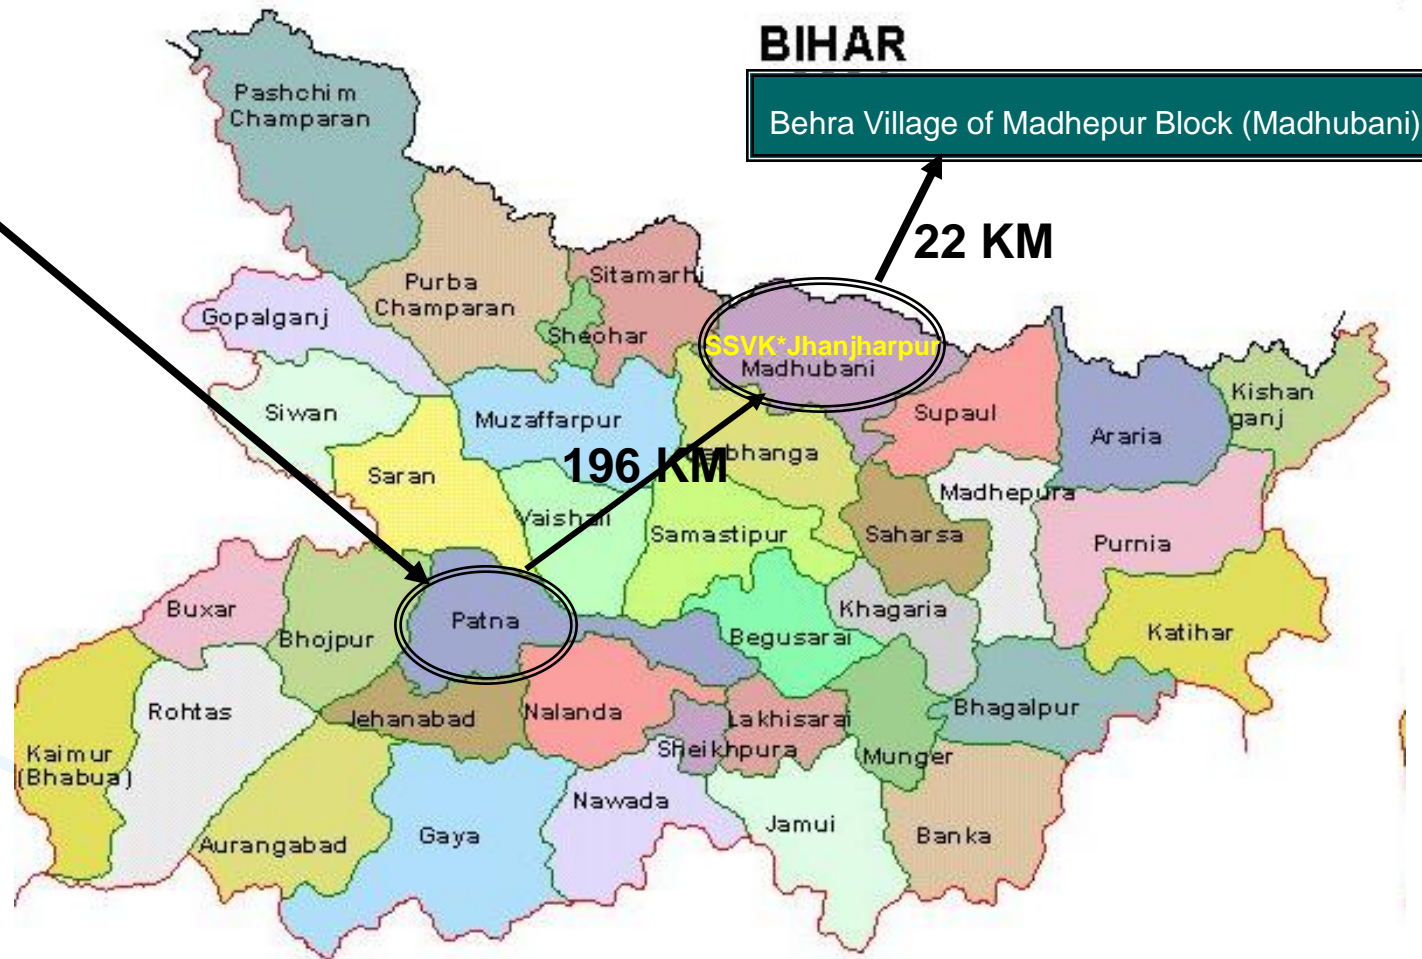 BIHAR
Behra Village of Madhepur Block (Madhubani)
22 KM
Pashchim
Champaran
Purba
Champaran
Sitamarhi
Sheohar
Gopalganj
SSVK*Jhanjharpur
Madhubani
Siwan
Muzaffarpur
Supaul
Araria
Kishan
ganj
Saran
196 KM
Darbhanga
Madhepura
Vaishali
Samastipur
Saharsa
Purnia
Buxar
Bhojpur
Patna
Begusarai
Khagaria
Katihar
Rohtas
Jehanabad
Nalanda
Lakhisarai
Bhagalpur
Kaimur
(Bhabua)
Sheikhpura
Munger
Nawada
Jamui
Banka
Aurangabad
Gaya